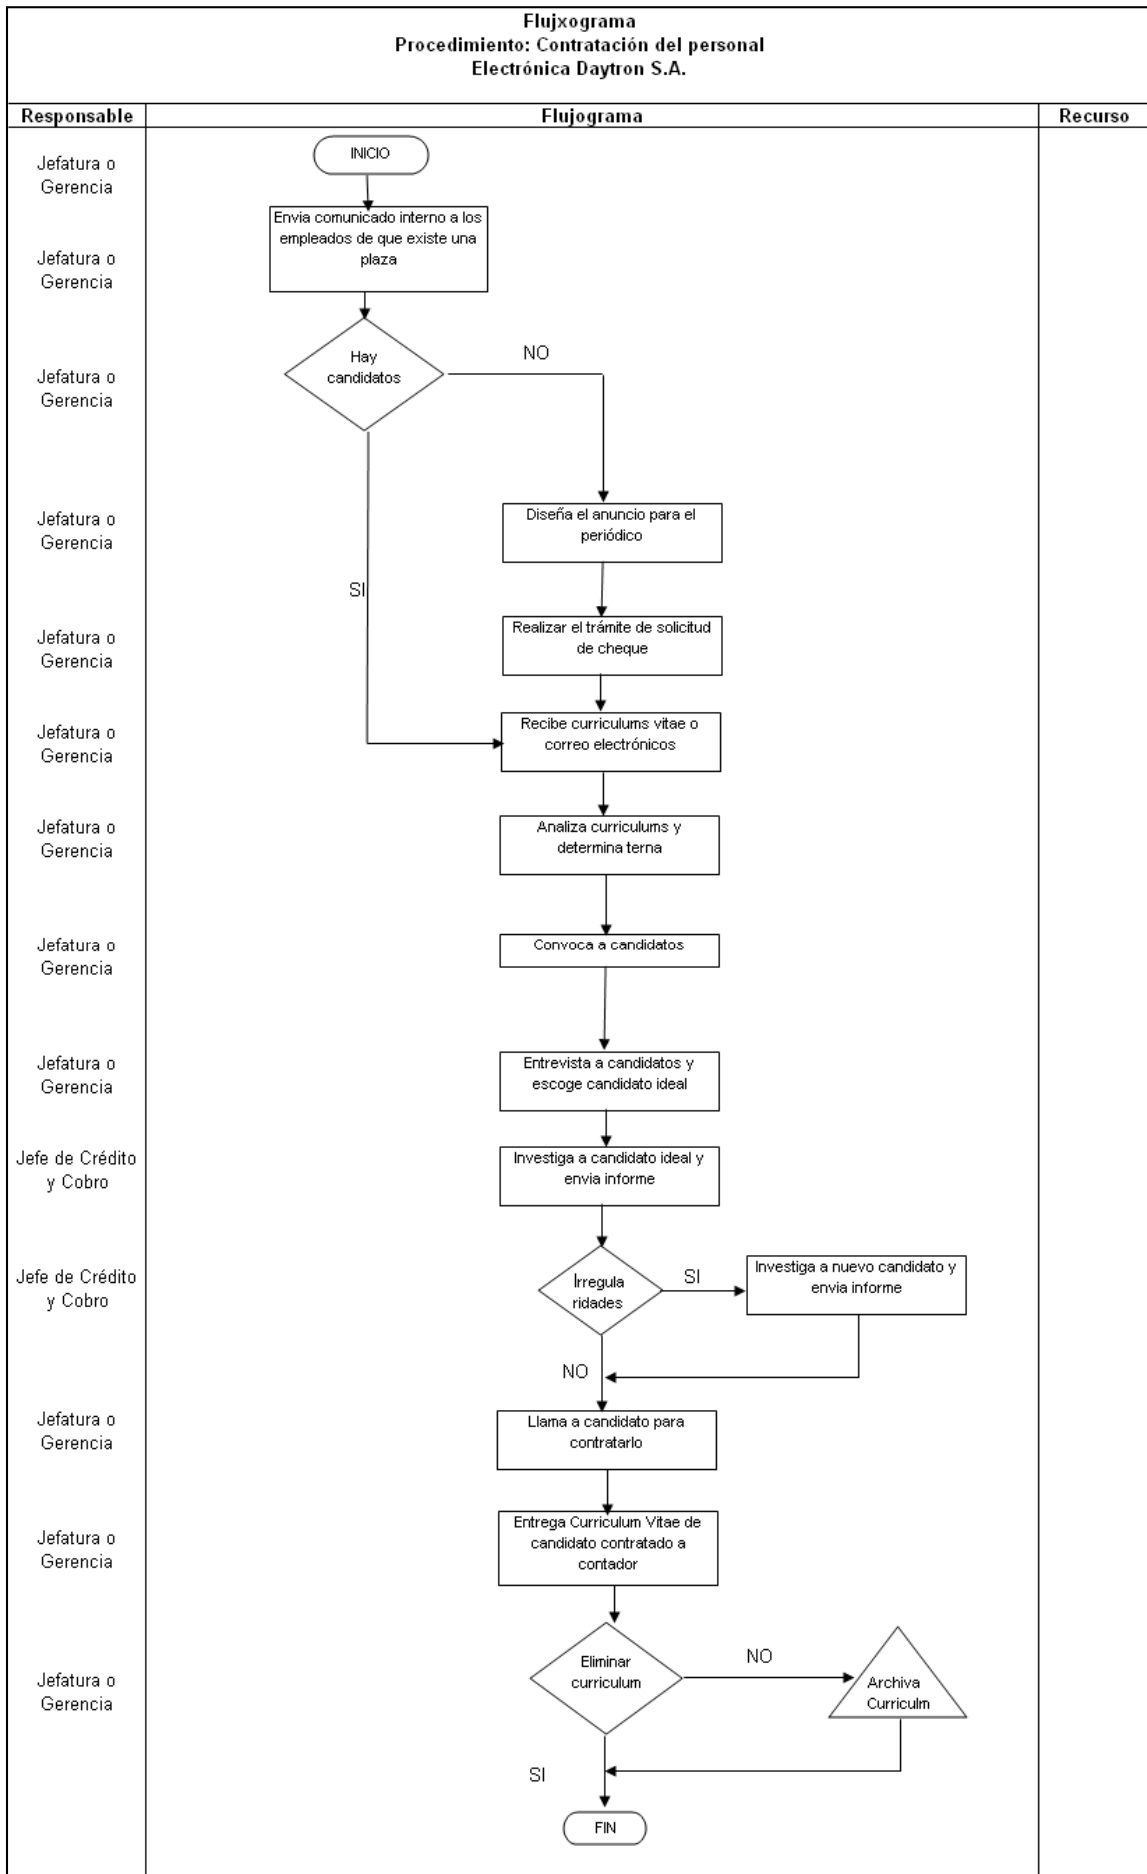 Flujxograma
Procedimiento: Contratación del personal
Electrónica Daytron S.A.
Responsable
Flujograma
Recurso
Jefatura o
Gerencia
INICIO
Jefatura o
Gerencia
Envia comunicado interno a los
empleados de que existe una
plaza
Jefatura o
Gerencia
Hay
candidatos
NO
SI
Jefatura o
Gerencia
Diseña el anuncio para el
periódico
Jefatura o
Gerencia
Realizar el trámite de solicitud
de cheque
Jefatura o
Gerencia
Recibe curriculums vitae o
correo electrónicos
Jefatura o
Gerencia
Analiza curriculums y
determina terna
Jefatura o
Gerencia
Convoca a candidatos
Jefatura o
Gerencia
Entrevista a candidatos y
escoge candidato ideal
Jefe de Crédito
y Cobro
Investiga a candidato ideal y
envia informe
Jefe de Crédito
y Cobro
Irregula
ridades
SI
Investiga a nuevo candidato y
envia informe
NO
Jefatura o
Gerencia
Llama a candidato para
contratarlo
Jefatura o
Gerencia
Entrega Curriculum Vitae de
candidato contratado a
contador
Jefatura o
Gerencia
Eliminar
curriculum
NO
Archiva
Curriculm
SI
FIN